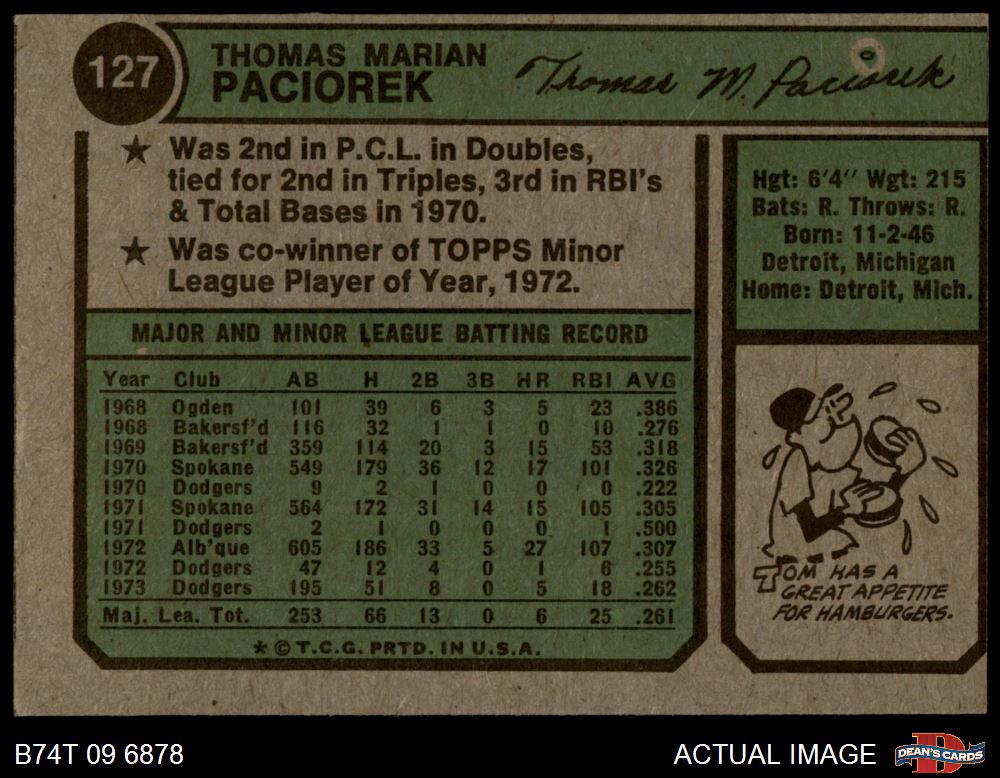 127
THOMAS MARIAN
PACIOREK
Thomas M. Paciorek
★ Was 2nd in P.C.L. in Doubles,
tied for 2nd in Triples, 3rd in RBI's
& Total Bases in 1970.
★ Was co-winner of TOPPS Minor
League Player of Year, 1972.
Hgt: 6'4" Wgt: 215
Bats: R. Throws: R.
Born: 11-2-46
Detroit, Michigan
Home: Detroit, Mich.
MAJOR AND MINOR LEAGUE BATTING RECORD
Year Club AB H 2B 3B HR RBI AVG
1968 Ogden 101 39 6 3 5 23 .386
1968 Bakersf'd 116 32 1 1 0 10 .276
1969 Bakersf'd 359 114 20 3 15 53 .318
1970 Spokane 549 179 36 12 17 101 .326
1970 Dodgers 9 2 1 0 0 0 .222
1971 Spokane 564 172 31 14 15 105 .305
1971 Dodgers 2 1 0 0 0 1 .500
1972 Alb'que 605 186 33 5 27 107 .307
1972 Dodgers 47 12 4 0 1 6 .255
1973 Dodgers 195 51 8 0 5 18 .262
Maj. Lea. Tot. 253 66 13 0 6 25 .261
* © T.C.G. PRTD. IN U.S.A.
TOM HAS A
GREAT APPETITE
FOR HAMBURGERS.
B74T 09 6878
ACTUAL IMAGE
DEAN'S CARDS